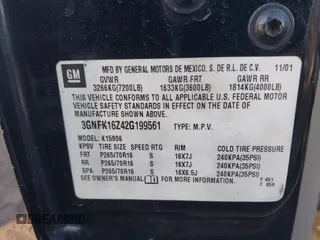 GM
MFD BY GENERAL MOTORS DE MEXICO, S. DE R.L. DE C.V. 11/01
GVWR GAWR FRT GAWR RR
3266KG(7200LB) 1633KG(3600LB) 1814KG(4000LB)
THIS VEHICLE CONFORMS TO ALL APPLICABLE U.S. FEDERAL MOTOR
VEHICLE SAFETY STANDARDS IN EFFECT ON THE DATE OF
MANUFACTURE SHOWN ABOVE.
3GNFK16Z42G199561 TYPE: M.P.V.
MODEL: K15906
TIRE SIZE SPEED RTG RIM COLD TIRE PRESSURE
FRT P265/70R16 S 16X7J 240KPA(35PSI)
RR P265/70R16 S 16X7J 240KPA(35PSI)
SPA P265/70R16 S 16X6.5J 240KPA(35PSI)
SEE OWNER'S MANUAL FOR MORE INFORMATION.